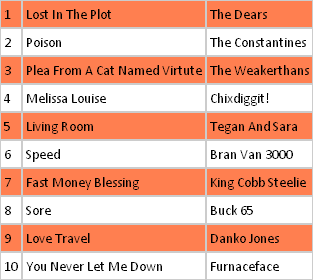 1 Lost In The Plot The Dears
2 Poison The Constantines
3 Plea From A Cat Named Virtute The Weakerthans
4 Melissa Louise Chixdiggit!
5 Living Room Tegan And Sara
6 Speed Bran Van 3000
7 Fast Money Blessing King Cobb Steelie
8 Sore Buck 65
9 Love Travel Danko Jones
10 You Never Let Me Down Furnaceface